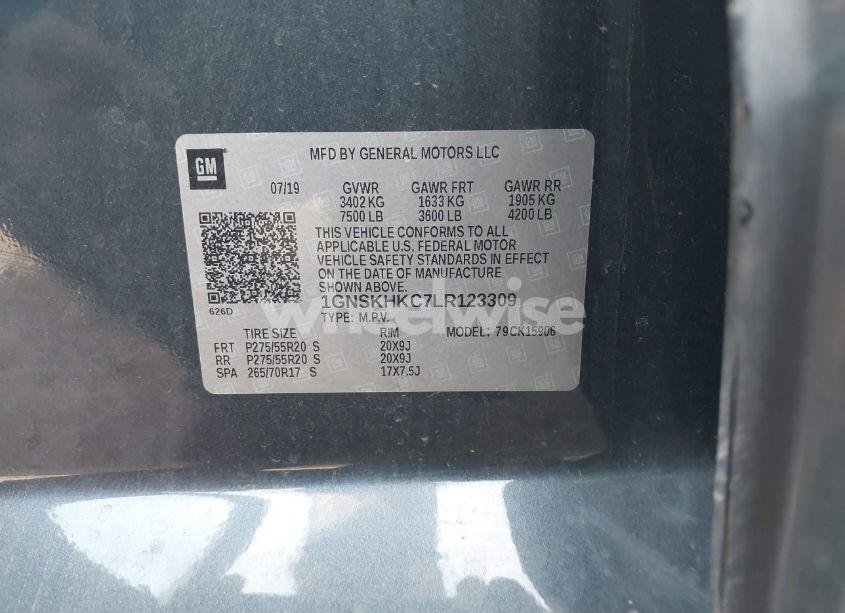 GM
MFD BY GENERAL MOTORS LLC
07/19 GVWR GAWR FRT GAWR RR
3402 KG 1633 KG 1905 KG
7500 LB 3600 LB 4200 LB
THIS VEHICLE CONFORMS TO ALL
APPLICABLE U.S. FEDERAL MOTOR
VEHICLE SAFETY STANDARDS IN EFFECT
ON THE DATE OF MANUFACTURE
SHOWN ABOVE.
626D
1GNSKHKC7LR123309
wheelwise
TYPE: M.P.V. MODEL: 79CK15906
TIRE SIZE RIM
FRT P275/55R20 S 20X9J
RR P275/55R20 S 20X9J
SPA 265/70R17 S 17X7.5J